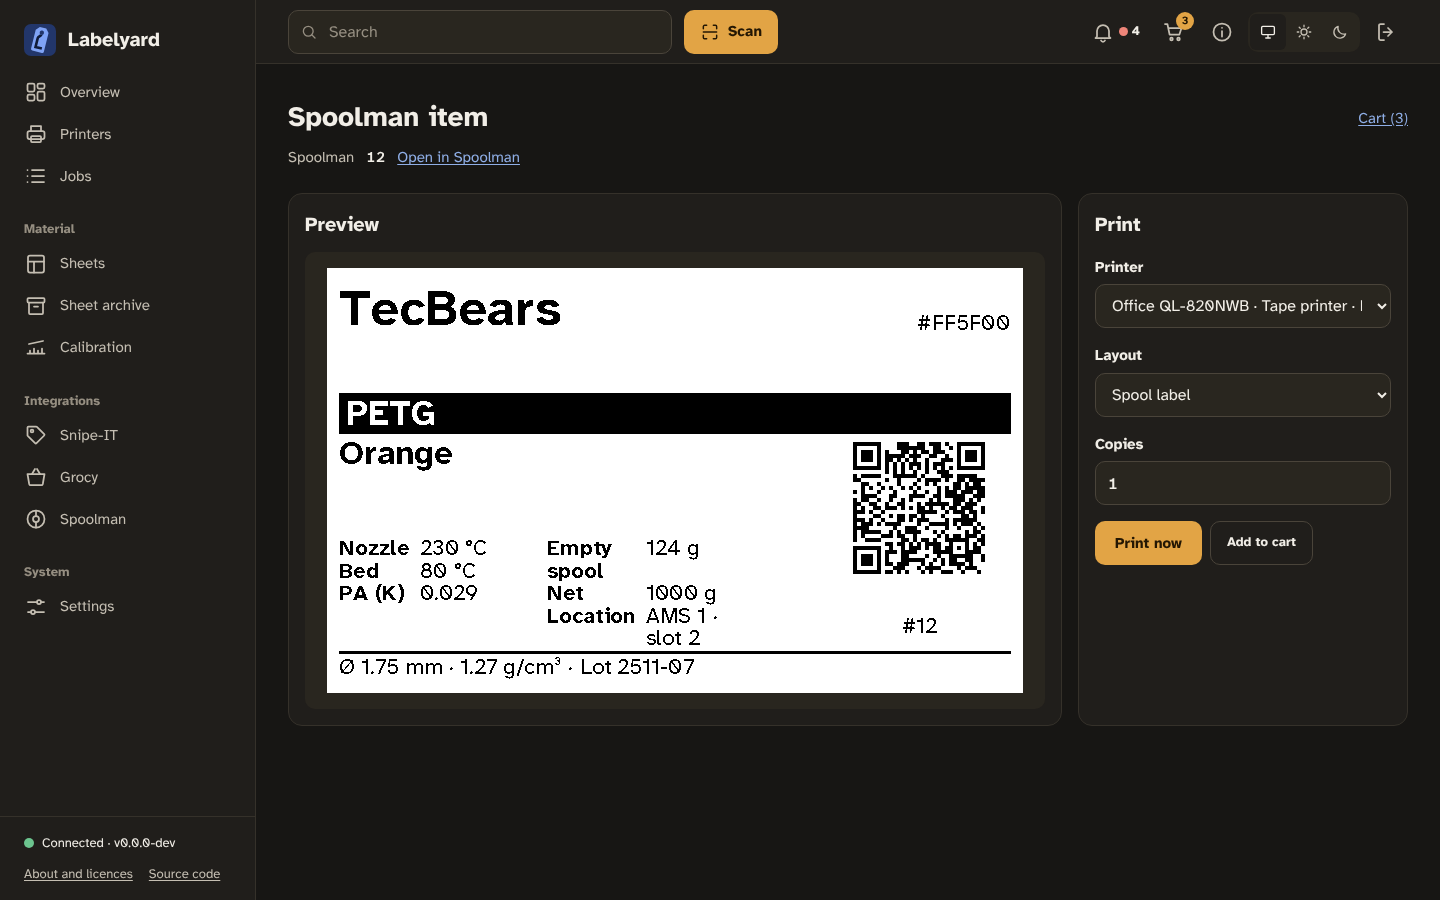 Labelyard
Search
Scan
4
3
Overview
Printers
Jobs
Material
Sheets
Sheet archive
Calibration
Integrations
Snipe-IT
Grocy
Spoolman
System
Settings
Connected · v0.0.0-dev
About and licences
Source code
Spoolman item
Cart (3)
Spoolman 12 Open in Spoolman
Preview
TecBears
#FF5F00
PETG
Orange
Nozzle 230 °C
Bed 80 °C
PA (K) 0.029
Empty spool 124 g
Net 1000 g
Location AMS 1 · slot 2
#12
Ø 1.75 mm · 1.27 g/cm³ · Lot 2511-07
Print
Printer
Office QL-820NWB · Tape printer ·
Layout
Spool label
Copies
1
Print now
Add to cart